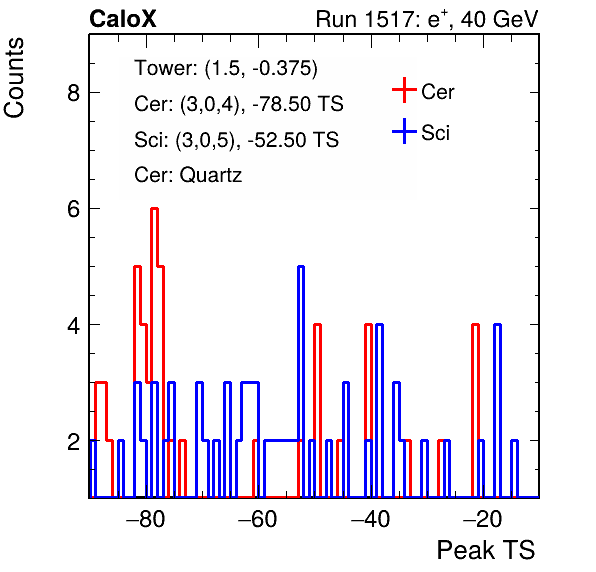 CaloX Run 1517: e⁺, 40 GeV
Counts
Tower: (1.5, -0.375)
Cer: (3,0,4), -78.50 TS
Sci: (3,0,5), -52.50 TS
Cer: Quartz
Cer
Sci
8
6
4
2
−80 −60 −40 −20
Peak TS